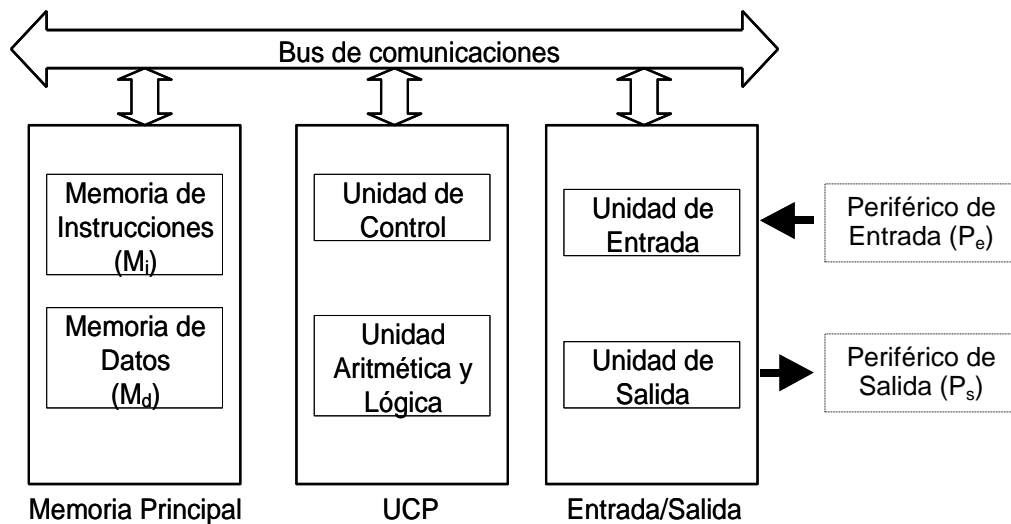 Bus de comunicaciones
Memoria de
Instrucciones
(Mi)
Memoria de
Datos
(Md)
Memoria Principal
Unidad de
Control
Unidad
Aritmética y
Lógica
UCP
Unidad de
Entrada
Unidad de
Salida
Entrada/Salida
Periférico de
Entrada (Pe)
Periférico de
Salida (Ps)